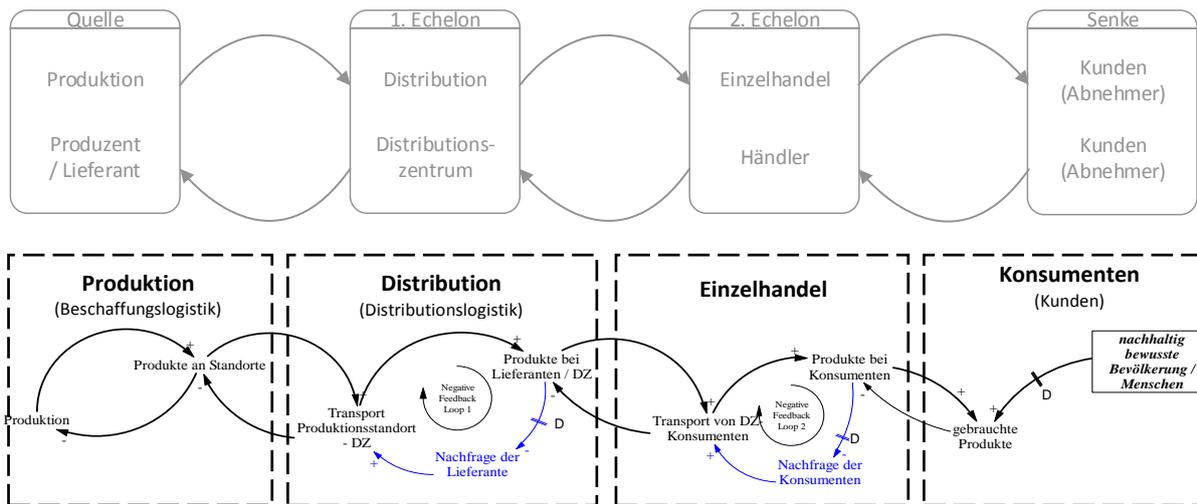 Quelle
1. Echelon
2. Echelon
Senke
Produktion
Distribution
Einzelhandel
Kunden
(Abnehmer)
Produzent
/ Lieferant
Distributions-
zentrum
Händler
Kunden
(Abnehmer)
Produktion
(Beschaffungslogistik)
Distribution
(Distributionslogistik)
Einzelhandel
Konsumenten
(Kunden)
Produktion
-
+
Produkte an Standorte
-
+
Transport
Produktionsstandort
- DZ
+
Negative
Feedback
Loop 1
+
Produkte bei
Lieferanten / DZ
-
D
-
Nachfrage der
Lieferante
+
Transport von DZ-
Konsumenten
+
Negative
Feedback
Loop 2
+
Produkte bei
Konsumenten
-
D
-
Nachfrage der
Konsumenten
+
+
gebrauchte
Produkte
D
nachhaltig
bewusste
Bevölkerung /
Menschen